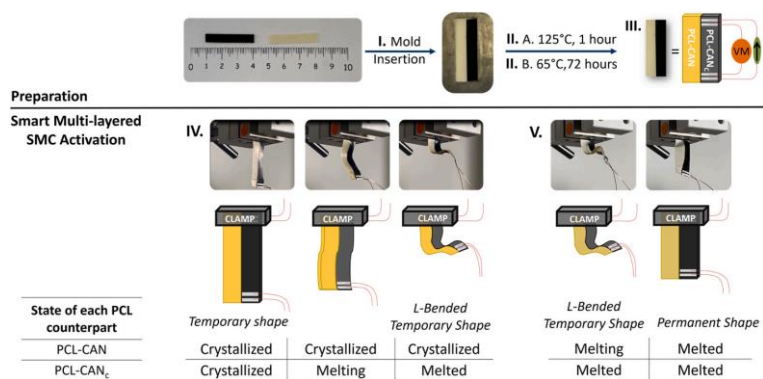 0 1 2 3 4 5 6 7 8 9 10
I. Mold
Insertion
II. A. 125°C, 1 hour
II. B. 65°C,72 hours
III.
=
PCL-CAN
PCL-CANc
VM
Preparation
Smart Multi-layered
SMC Activation
IV.
V.
CLAMP
CLAMP
CLAMP
CLAMP
CLAMP
State of each PCL
counterpart
Temporary shape
L-Bended
Temporary Shape
L-Bended
Temporary Shape
Permanent Shape
PCL-CAN Crystallized Crystallized Crystallized Melting Melted
PCL-CANc Crystallized Melting Melted Melted Melted